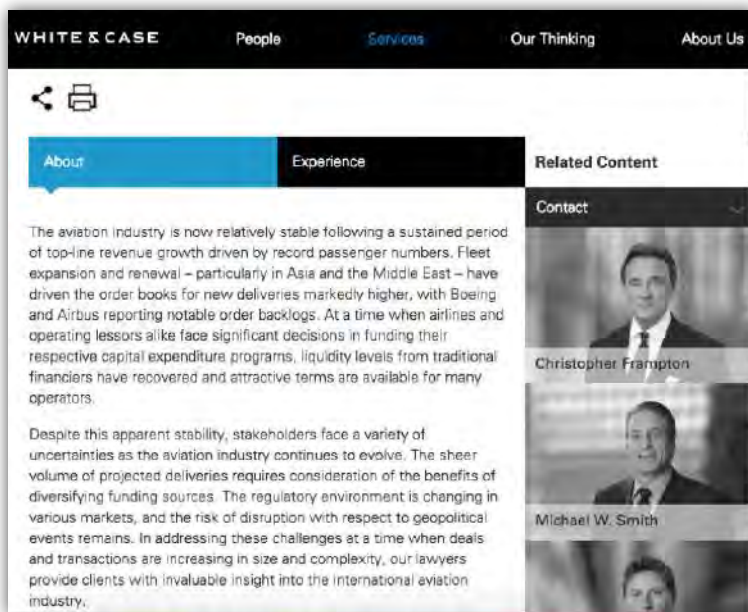 WHITE & CASE
People
Services
Our Thinking
About Us
About
Experience
Related Content
Contact
The aviation industry is now relatively stable following a sustained period
of top-line revenue growth driven by record passenger numbers. Fleet
expansion and renewal – particularly in Asia and the Middle East – have
driven the order books for new deliveries markedly higher, with Boeing
and Airbus reporting notable order backlogs. At a time when airlines and
operating lessors alike face significant decisions in funding their
respective capital expenditure programs, liquidity levels from traditional
financiers have recovered and attractive terms are available for many
operators.
Despite this apparent stability, stakeholders face a variety of
uncertainties as the aviation industry continues to evolve. The sheer
volume of projected deliveries requires consideration of the benefits of
diversifying funding sources. The regulatory environment is changing in
various markets, and the risk of disruption with respect to geopolitical
events remains. In addressing these challenges at a time when deals
and transactions are increasing in size and complexity, our lawyers
provide clients with invaluable insight into the international aviation
industry.
Christopher Frampton
Michael W. Smith